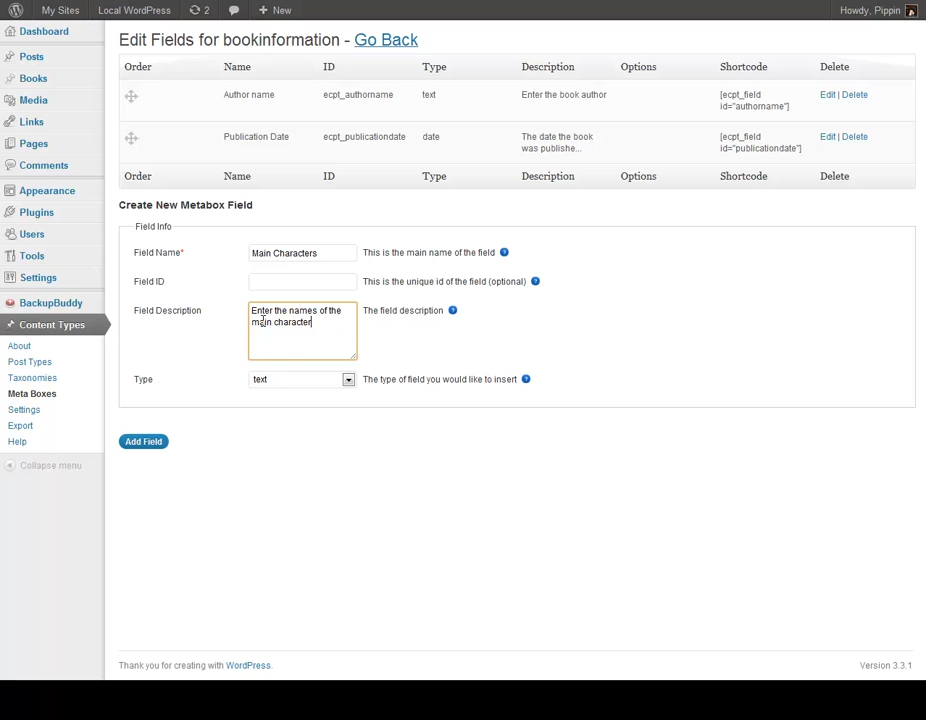 My Sites Local WordPress 2 New Howdy, Pippin
Dashboard
Posts
Books
Media
Links
Pages
Comments
Appearance
Plugins
Users
Tools
Settings
BackupBuddy
Content Types
About
Post Types
Taxonomies
Meta Boxes
Settings
Export
Help
Collapse menu
Edit Fields for bookinformation - Go Back
Order Name ID Type Description Options Shortcode Delete
Author name ecpt_authorname text Enter the book author [ecpt_field Edit | Delete
id="authorname"]
Publication Date ecpt_publicationdate date The date the book [ecpt_field Edit | Delete
was publishe... id="publicationdate"]
Order Name ID Type Description Options Shortcode Delete
Create New Metabox Field
Field Info
Field Name* Main Characters This is the main name of the field ?
Field ID This is the unique id of the field (optional) ?
Field Description Enter the names of the The field description ?
main character
Type text The type of field you would like to insert ?
Add Field
Thank you for creating with WordPress. Version 3.3.1